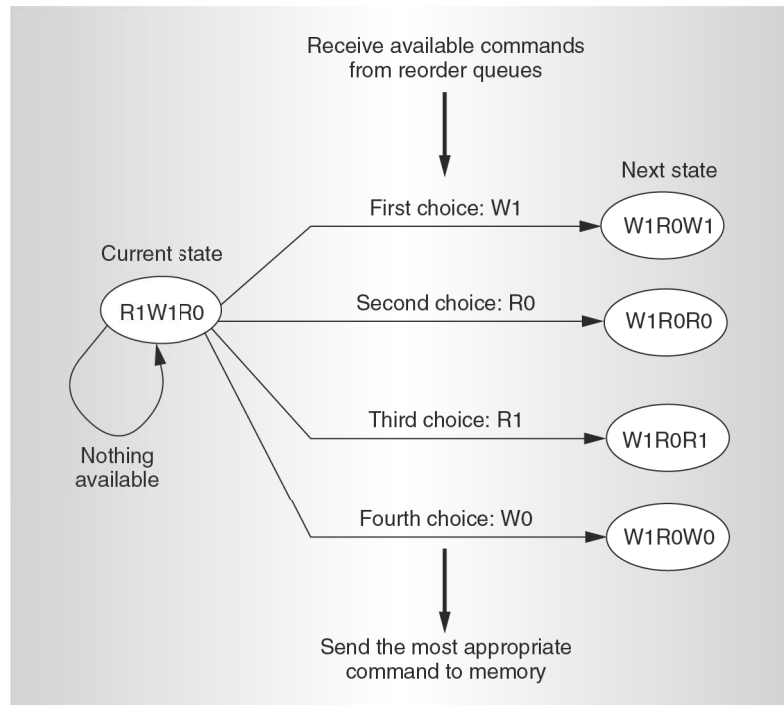 Receive available commands
from reorder queues
Next state
First choice: W1
W1R0W1
Current state
Second choice: R0
R1W1R0
W1R0R0
Third choice: R1
W1R0R1
Nothing
available
Fourth choice: W0
W1R0W0
Send the most appropriate
command to memory